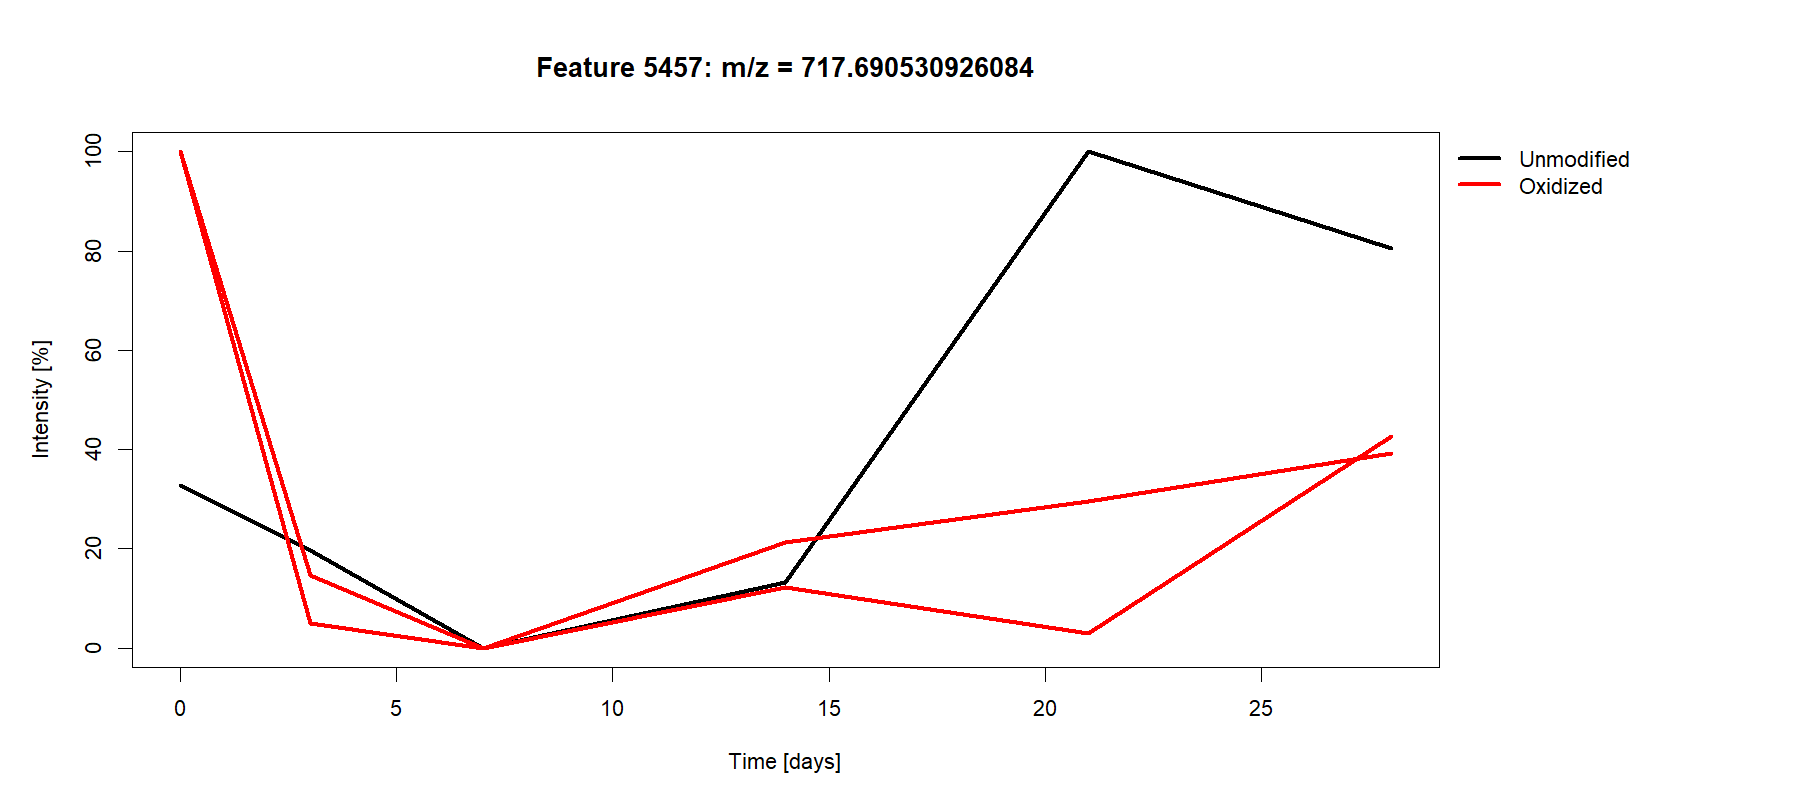 Feature 5457: m/z = 717.690530926084
Unmodified
Oxidized
Intensity [%]
100
80
60
40
20
0
0 5 10 15 20 25
Time [days]